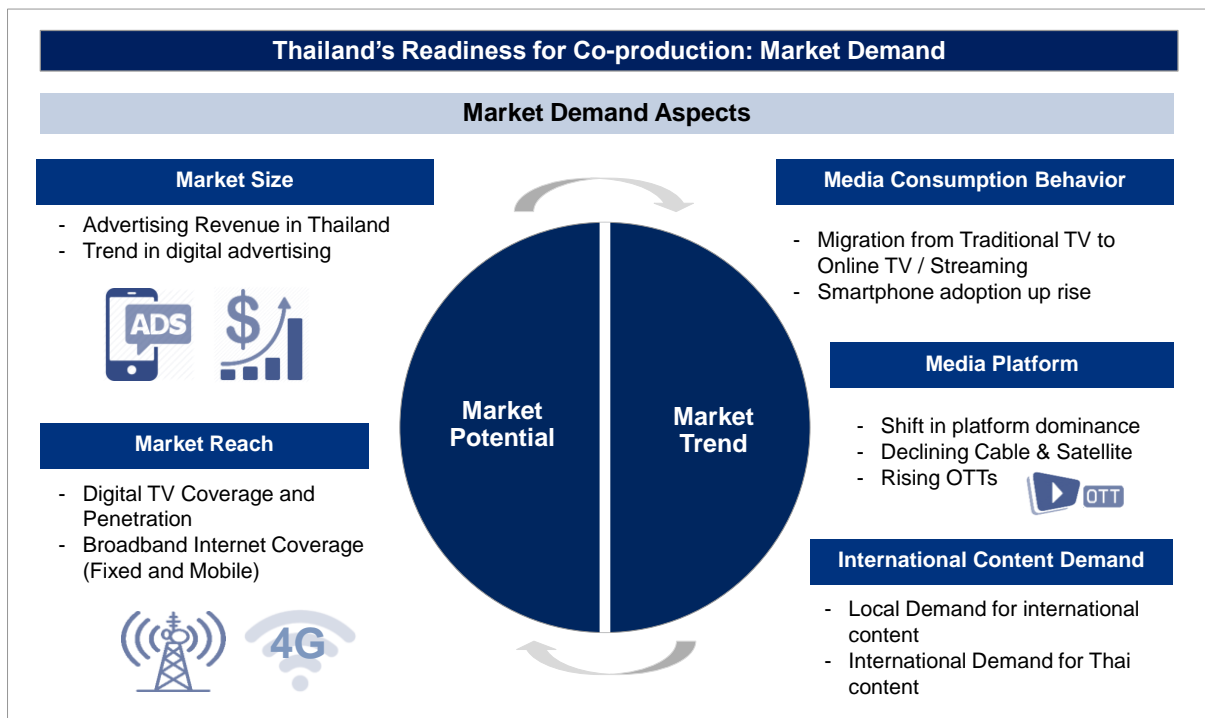 Thailand's Readiness for Co-production: Market Demand
Market Demand Aspects
Market Size
- Advertising Revenue in Thailand
- Trend in digital advertising
ADS
$
Market Reach
- Digital TV Coverage and
Penetration
- Broadband Internet Coverage
(Fixed and Mobile)
4G
Market
Potential
Market
Trend
Media Consumption Behavior
- Migration from Traditional TV to
Online TV / Streaming
- Smartphone adoption up rise
Media Platform
- Shift in platform dominance
- Declining Cable & Satellite
- Rising OTTs
OTT
International Content Demand
- Local Demand for international
content
- International Demand for Thai
content